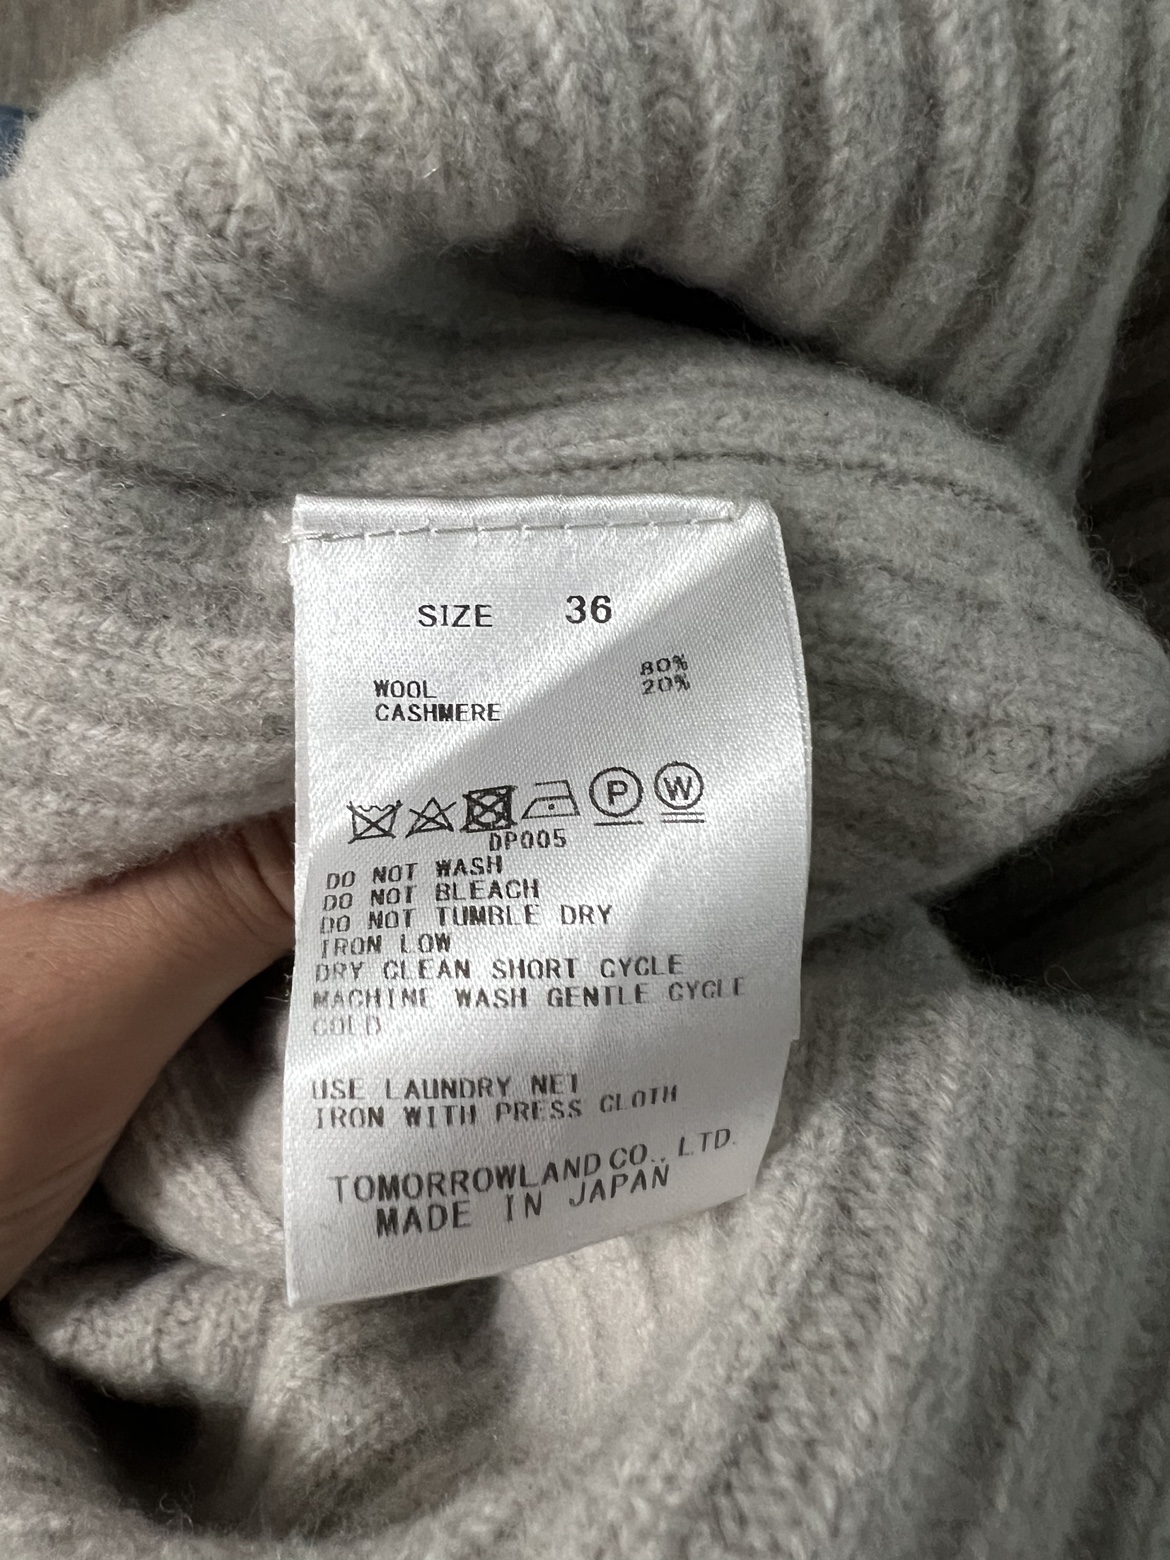 SIZE 36
WOOL 80%
CASHMERE 20%
P W
DP005
DO NOT WASH
DO NOT BLEACH
DO NOT TUMBLE DRY
IRON LOW
DRY CLEAN SHORT CYCLE
MACHINE WASH GENTLE CYCLE
COLD
USE LAUNDRY NET
IRON WITH PRESS CLOTH
TOMORROWLAND CO., LTD.
MADE IN JAPAN